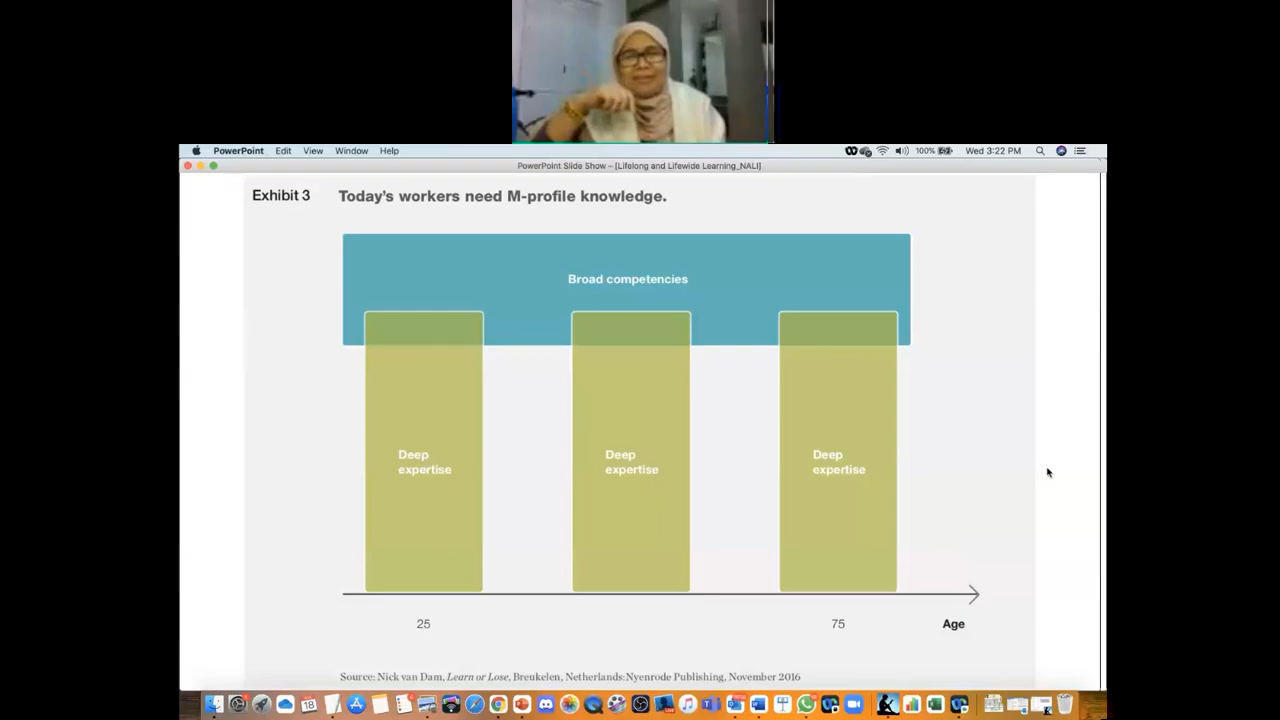 PowerPoint Edit View Window Help 100% Wed 3:22 PM
PowerPoint Slide Show – [Lifelong and Lifewide Learning_NALI]
Exhibit 3 Today's workers need M-profile knowledge.
Broad competencies
Deep
expertise
Deep
expertise
Deep
expertise
25 75 Age
Source: Nick van Dam, Learn or Lose, Breukelen, Netherlands:Nyenrode Publishing, November 2016
18